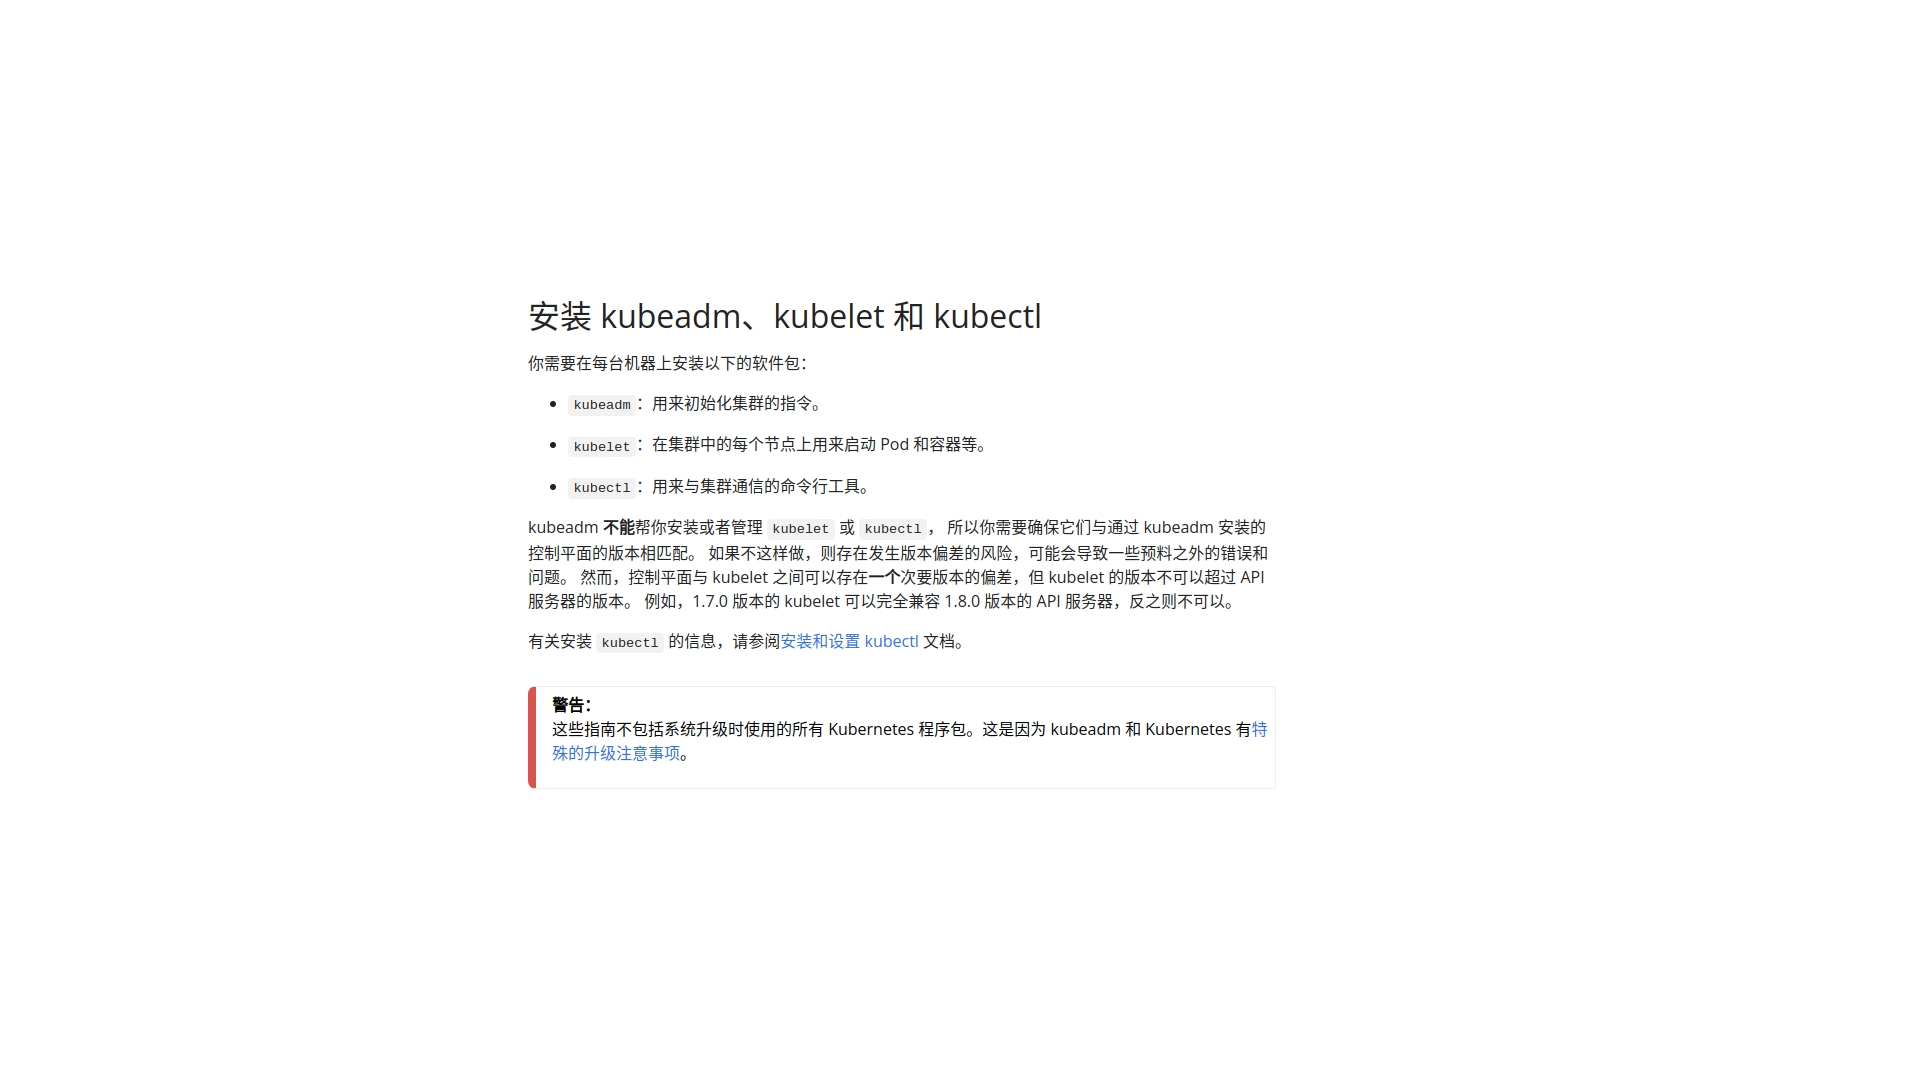 安装 kubeadm、kubelet 和 kubectl
你需要在每台机器上安装以下的软件包：
kubeadm：用来初始化集群的指令。
kubelet：在集群中的每个节点上用来启动 Pod 和容器等。
kubectl：用来与集群通信的命令行工具。
kubeadm 不能帮你安装或者管理 kubelet 或 kubectl， 所以你需要确保它们与通过 kubeadm 安装的
控制平面的版本相匹配。 如果不这样做，则存在发生版本偏差的风险，可能会导致一些预料之外的错误和
问题。 然而，控制平面与 kubelet 之间可以存在一个次要版本的偏差，但 kubelet 的版本不可以超过 API
服务器的版本。 例如，1.7.0 版本的 kubelet 可以完全兼容 1.8.0 版本的 API 服务器，反之则不可以。
有关安装 kubectl 的信息，请参阅安装和设置 kubectl 文档。
警告：
这些指南不包括系统升级时使用的所有 Kubernetes 程序包。这是因为 kubeadm 和 Kubernetes 有特
殊的升级注意事项。